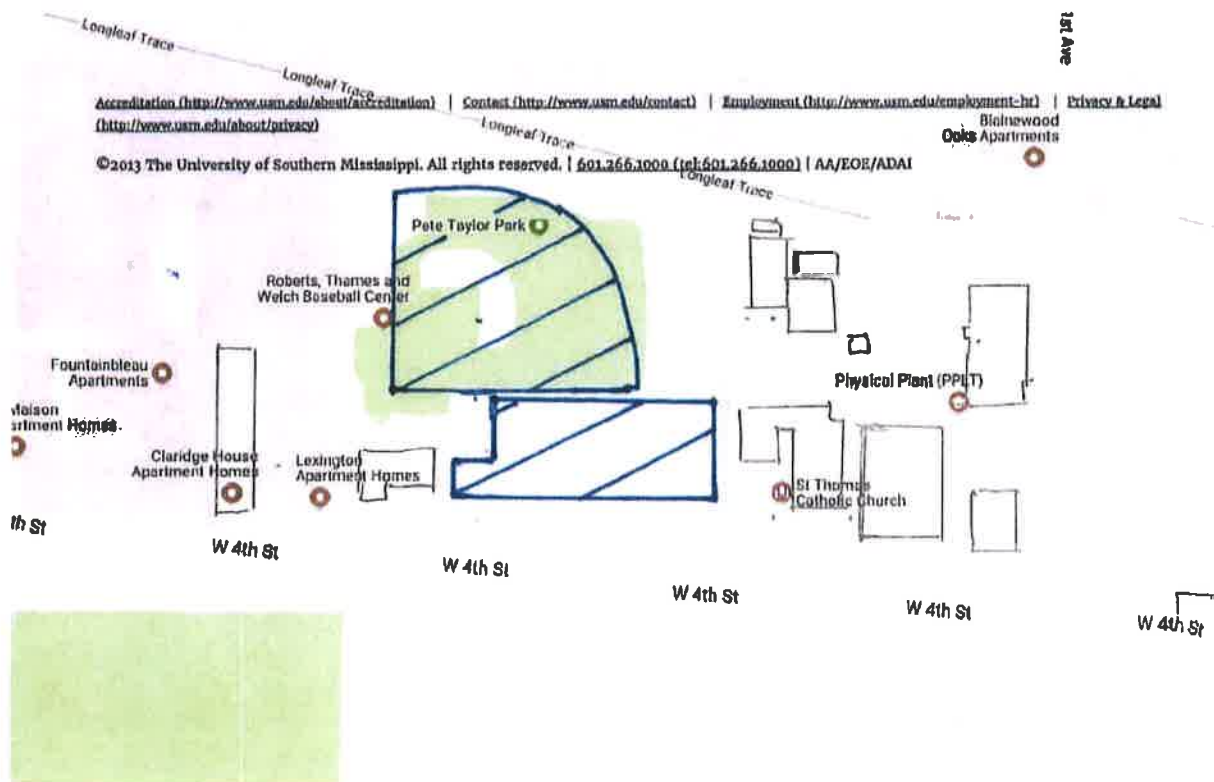 1st Ave
Longleaf Trace
Longleaf Trace
Accreditation (http://www.usm.edu/about/accreditation) | Contact (http://www.usm.edu/contact) | Employment (http://www.usm.edu/employment-hr) | Privacy & Legal
(http://www.usm.edu/about/privacy)
Longleaf Trace
Blainewood
Oaks Apartments
©2013 The University of Southern Mississippi. All rights reserved. | 601.266.1000 (tel:601.266.1000) | AA/EOE/ADAI
Longleaf Trace
Pete Taylor Park
Roberts, Thames and
Welch Baseball Center
Fountainbleau
Apartments
Physical Plant (PPLT)
Maison
artment Homes
Claridge House
Apartment Homes
Lexington
Apartment Homes
St Thomas
Catholic Church
th St
W 4th St
W 4th St
W 4th St
W 4th St
W 4th St